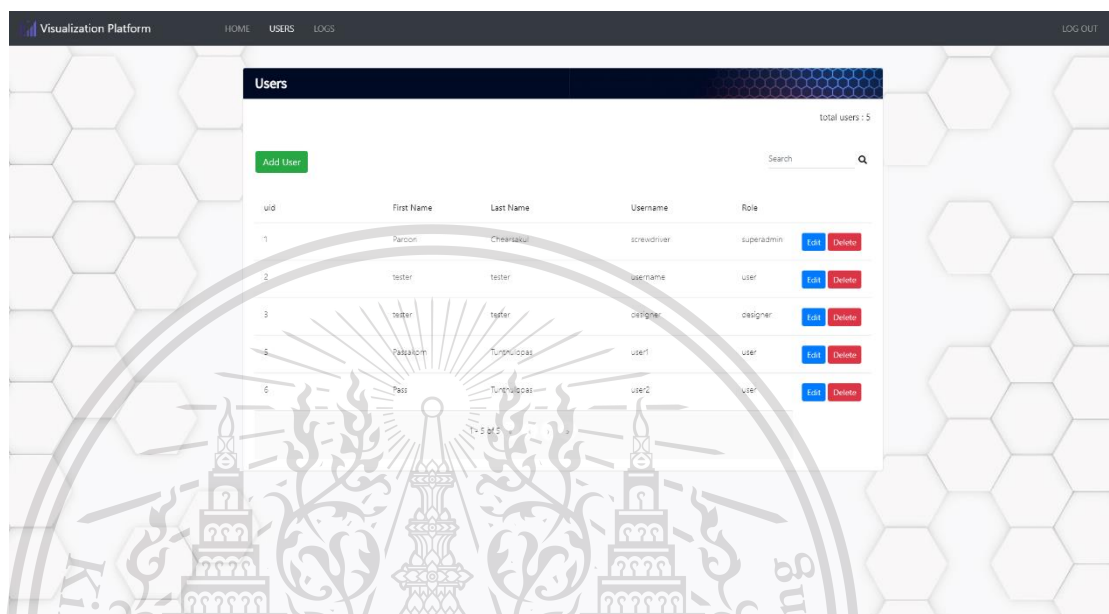 Visualization Platform HOME USERS LOGS LOG OUT
Users
total users : 5
Add User Search
uid First Name Last Name Username Role
1 Paroon Chearsakul screwdriver superadmin Edit Delete
2 tester tester username user Edit Delete
3 tester tester designer designer Edit Delete
5 Passakorn Tunthulopas user1 user Edit Delete
6 Pass Tunthulopas user2 user Edit Delete
1 - 5 of 5